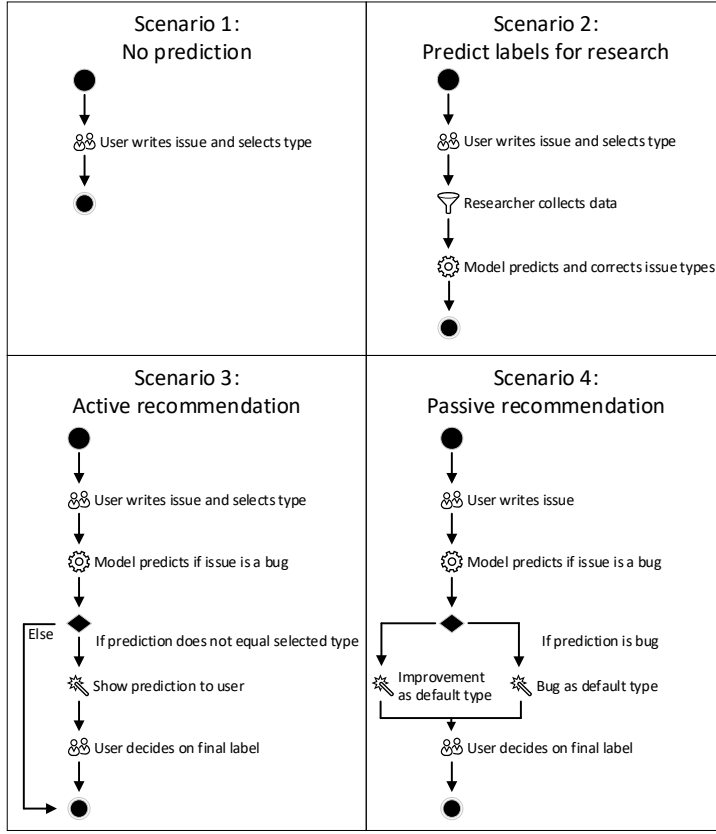 Scenario 1:
No prediction
User writes issue and selects type
Scenario 2:
Predict labels for research
User writes issue and selects type
Researcher collects data
Model predicts and corrects issue types
Scenario 3:
Active recommendation
User writes issue and selects type
Model predicts if issue is a bug
Else
If prediction does not equal selected type
Show prediction to user
User decides on final label
Scenario 4:
Passive recommendation
User writes issue
Model predicts if issue is a bug
If prediction is bug
Improvement
as default type
Bug as default type
User decides on final label